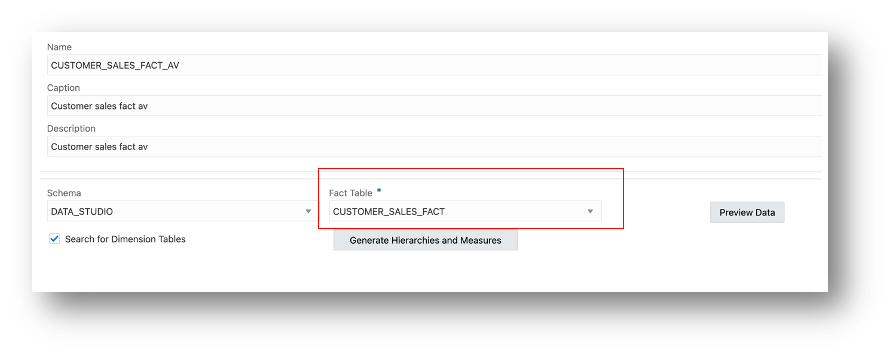 Name
CUSTOMER_SALES_FACT_AV
Caption
Customer sales fact av
Description
Customer sales fact av
Schema
Fact Table *
DATA_STUDIO
CUSTOMER_SALES_FACT
Preview Data
Search for Dimension Tables
Generate Hierarchies and Measures